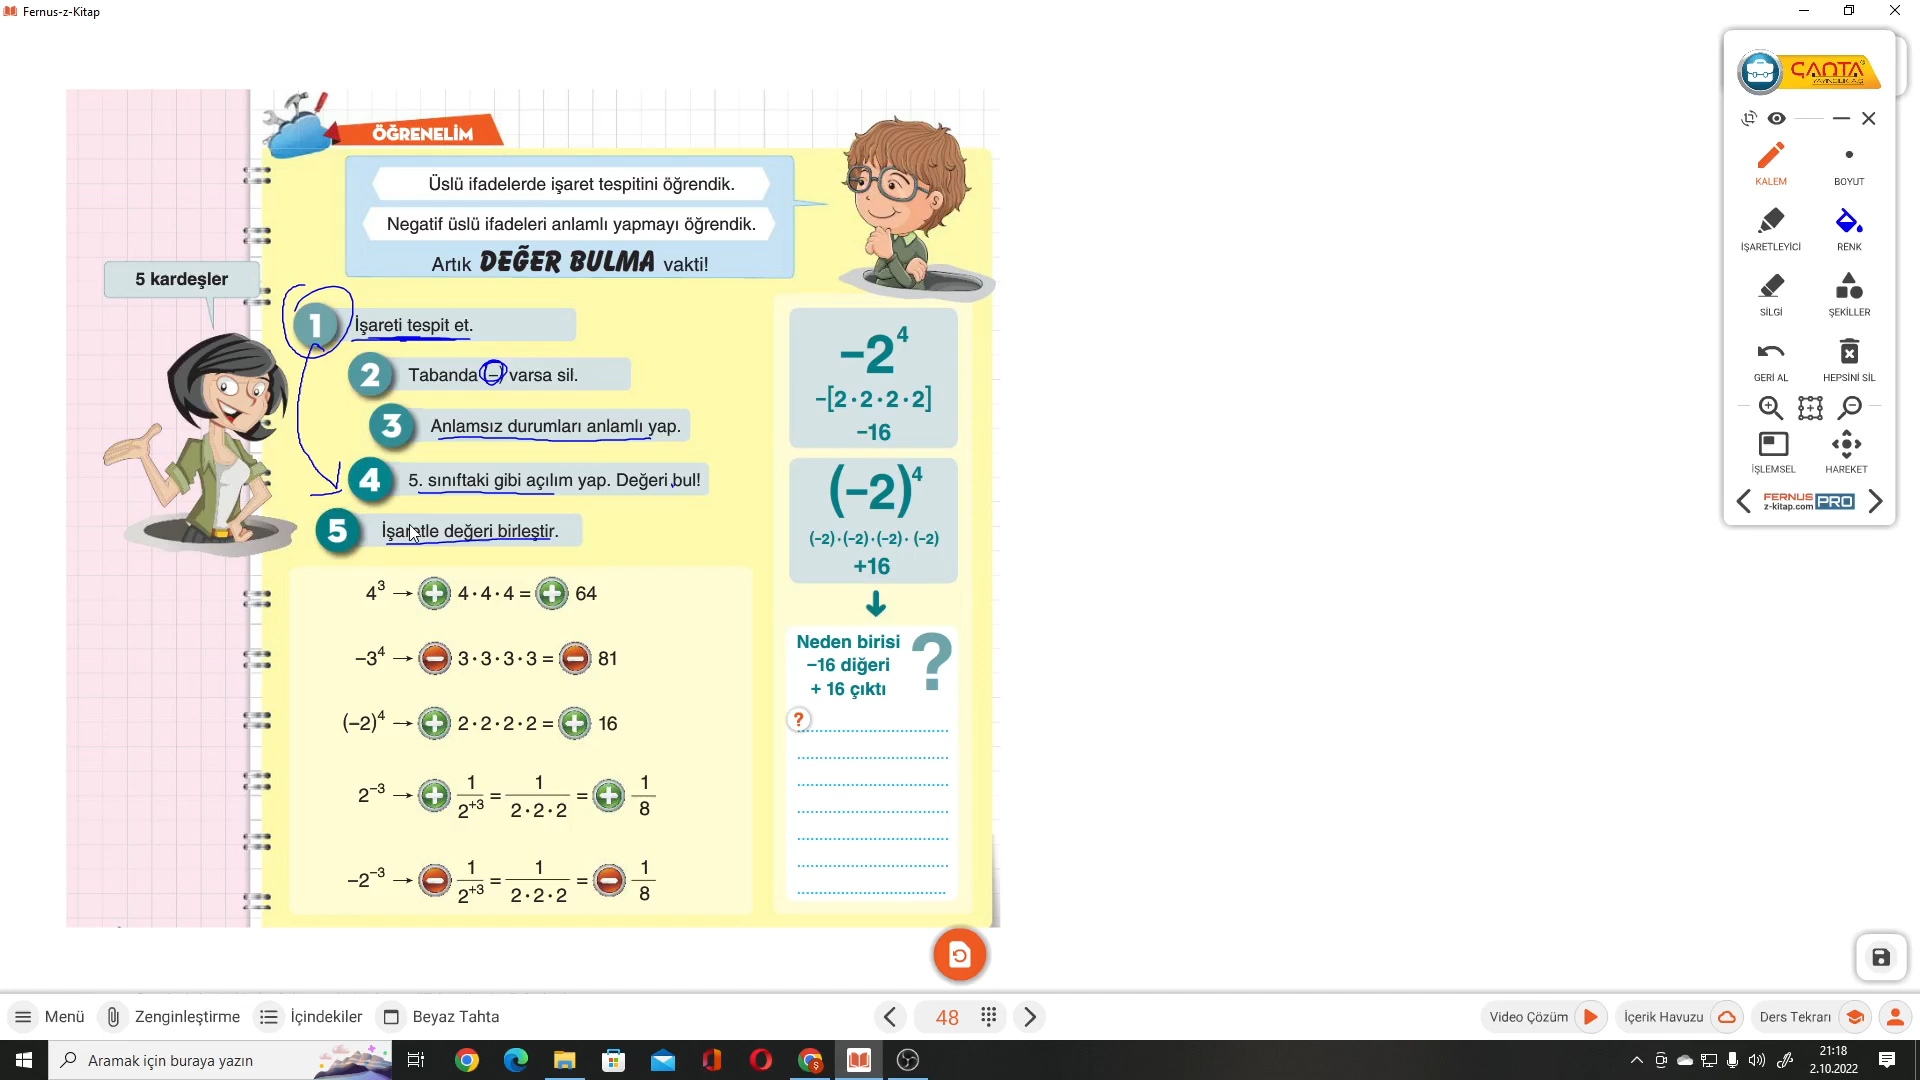 Fernus-z-Kitap
ÇANTA
YAYINCILIK A.Ş.
ÖĞRENELİM
Üslü ifadelerde işaret tespitini öğrendik.
Negatif üslü ifadeleri anlamlı yapmayı öğrendik.
Artık DEĞER BULMA vakti!
5 kardeşler
1 İşareti tespit et.
2 Tabanda (–) varsa sil.
3 Anlamsız durumları anlamlı yap.
4 5. sınıftaki gibi açılım yap. Değeri bul!
5 İşaretle değeri birleştir.
4³ → + 4·4·4 = + 64
–3⁴ → – 3·3·3·3 = – 81
(–2)⁴ → + 2·2·2·2 = + 16
2⁻³ → + 1/2⁺³ = 1/(2·2·2) = + 1/8
–2⁻³ → – 1/2⁺³ = 1/(2·2·2) = – 1/8
–2⁴
–[2·2·2·2]
–16
(–2)⁴
(–2)·(–2)·(–2)·(–2)
+16
Neden birisi
–16 diğeri
+ 16 çıktı
?
?
KALEM
BOYUT
İŞARETLEYİCİ
RENK
SİLGİ
ŞEKİLLER
GERİ AL
HEPSİNİ SİL
İŞLEMSEL
HAREKET
FERNUS
z-kitap.com PRO
Menü
Zenginleştirme
İçindekiler
Beyaz Tahta
48
Video Çözüm
İçerik Havuzu
Ders Tekrarı
Aramak için buraya yazın
21:18
2.10.2022